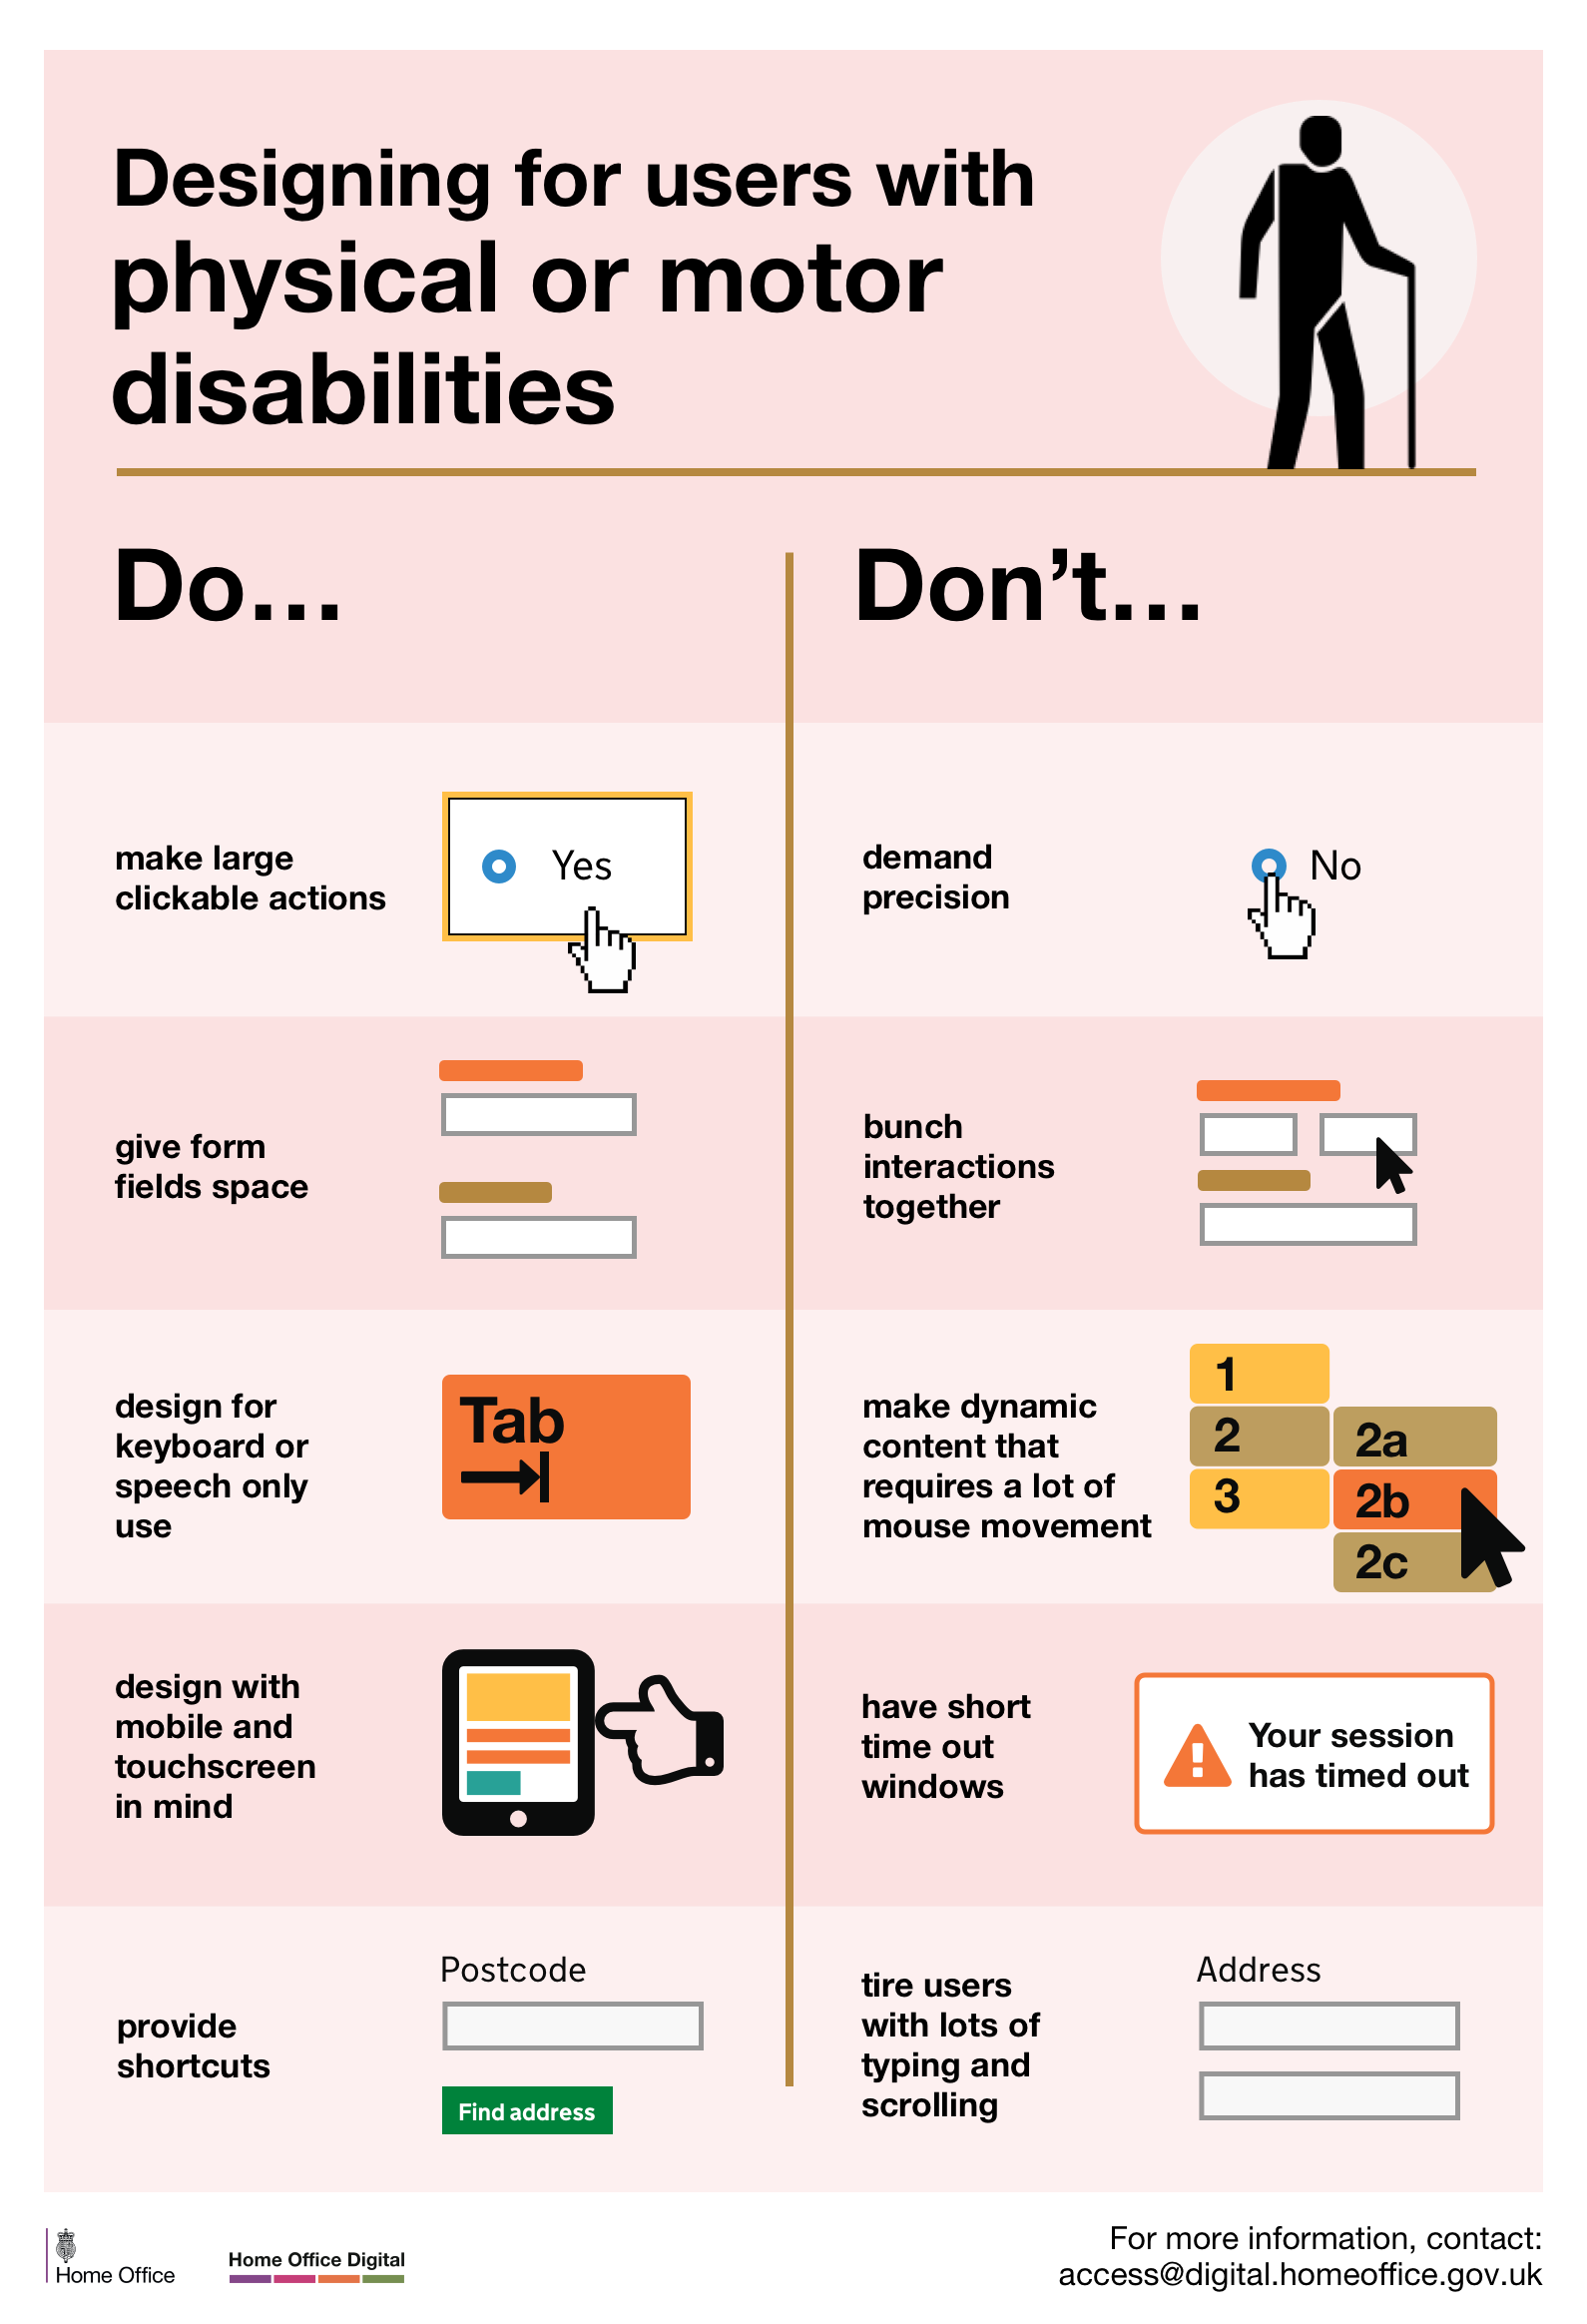 Designing for users with
physical or motor
disabilities
Do…
Don’t…
make large
clickable actions
Yes
demand
precision
No
give form
fields space
bunch
interactions
together
design for
keyboard or
speech only
use
Tab
make dynamic
content that
requires a lot of
mouse movement
1
2
3
2a
2b
2c
design with
mobile and
touchscreen
in mind
have short
time out
windows
Your session
has timed out
provide
shortcuts
Postcode
Find address
tire users
with lots of
typing and
scrolling
Address
Home Office
Home Office Digital
For more information, contact:
access@digital.homeoffice.gov.uk